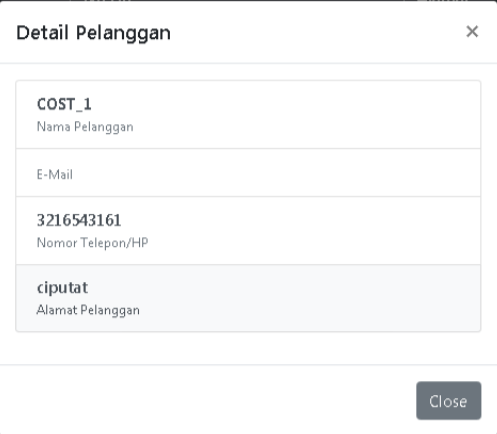 Detail Pelanggan
×
COST_1
Nama Pelanggan
E-Mail
3216543161
Nomor Telepon/HP
ciputat
Alamat Pelanggan
Close